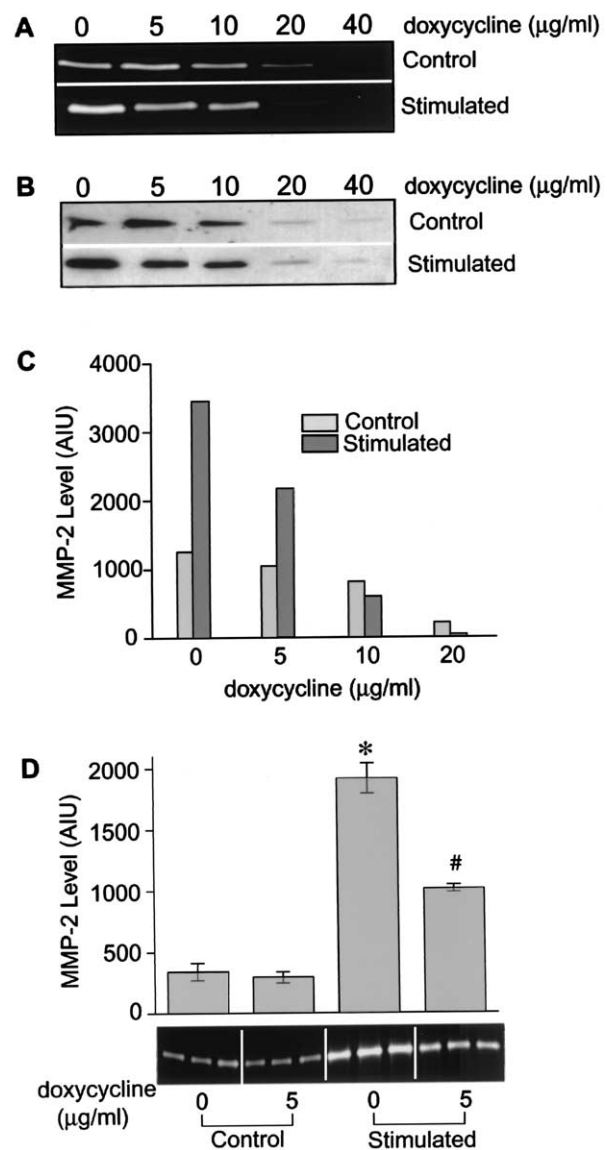 A 0 5 10 20 40 doxycycline (μg/ml)
Control
Stimulated
B 0 5 10 20 40 doxycycline (μg/ml)
Control
Stimulated
C
MMP-2 Level (AIU)
4000
3000
2000
1000
0
Control
Stimulated
0 5 10 20
doxycycline (μg/ml)
D
MMP-2 Level (AIU)
2000
1500
1000
500
0
*
#
doxycycline
(μg/ml)
0 5 0 5
Control Stimulated